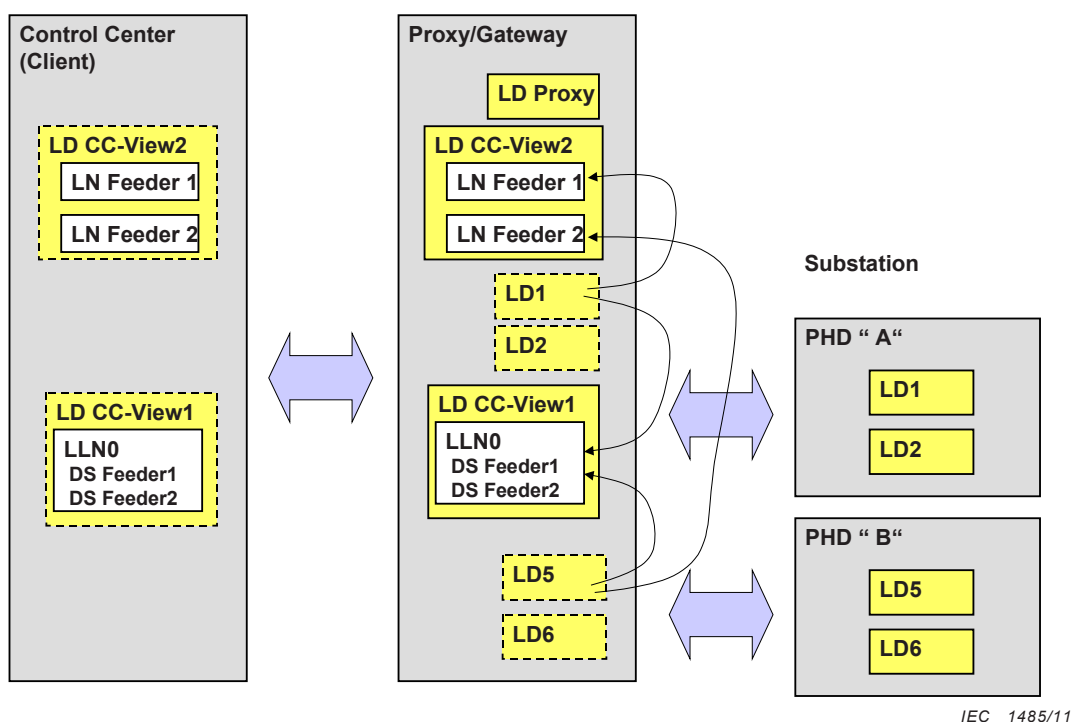 Control Center
(Client)
LD CC-View2
LN Feeder 1
LN Feeder 2
LD CC-View1
LLN0
DS Feeder1
DS Feeder2
Proxy/Gateway
LD Proxy
LD CC-View2
LN Feeder 1
LN Feeder 2
LD1
LD2
LD CC-View1
LLN0
DS Feeder1
DS Feeder2
LD5
LD6
Substation
PHD “ A“
LD1
LD2
PHD “ B“
LD5
LD6
IEC 1485/11